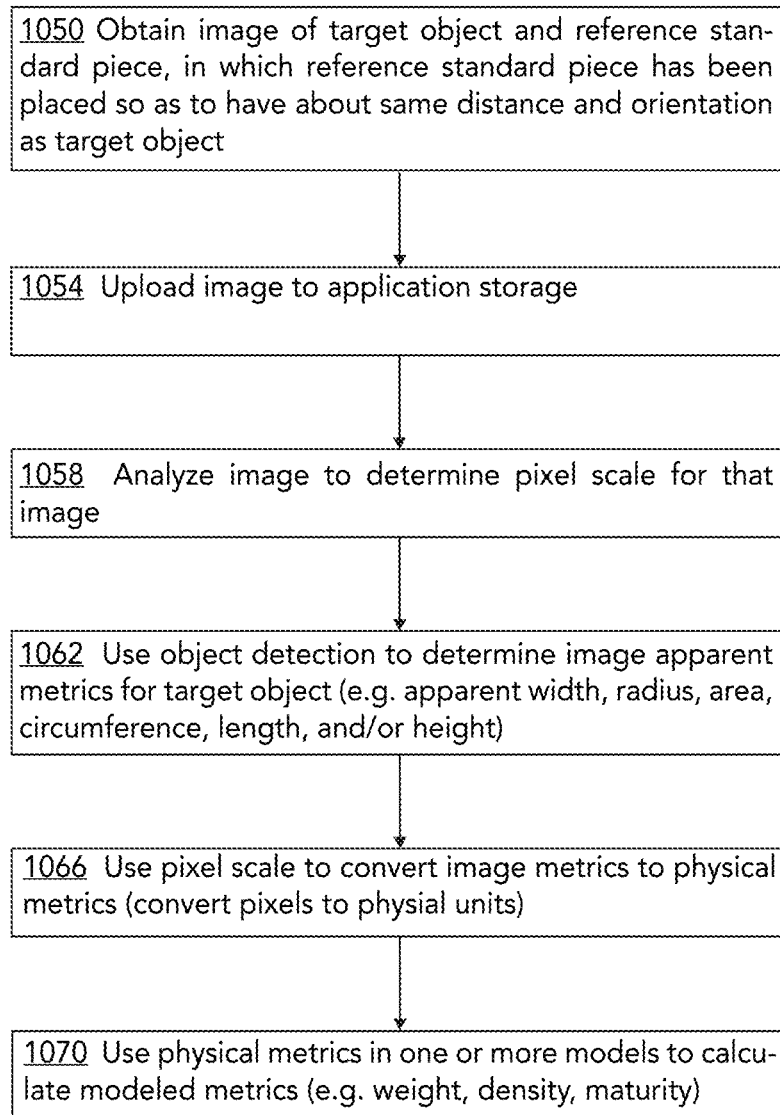 1050 Obtain image of target object and reference stan-
dard piece, in which reference standard piece has been
placed so as to have about same distance and orientation
as target object
1054 Upload image to application storage
1058 Analyze image to determine pixel scale for that
image
1062 Use object detection to determine image apparent
metrics for target object (e.g. apparent width, radius, area,
circumference, length, and/or height)
1066 Use pixel scale to convert image metrics to physical
metrics (convert pixels to physial units)
1070 Use physical metrics in one or more models to calcu-
late modeled metrics (e.g. weight, density, maturity)